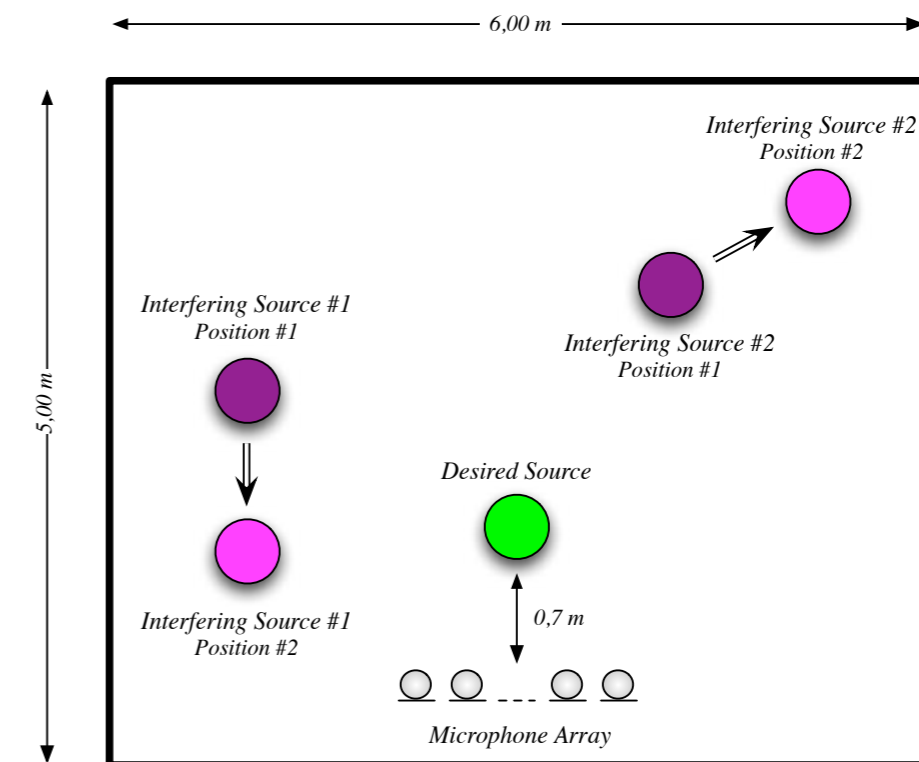 6,00 m
Interfering Source #2
Position #2
Interfering Source #1
Position #1
Interfering Source #2
Position #1
5,00 m
Desired Source
0,7 m
Interfering Source #1
Position #2
Microphone Array